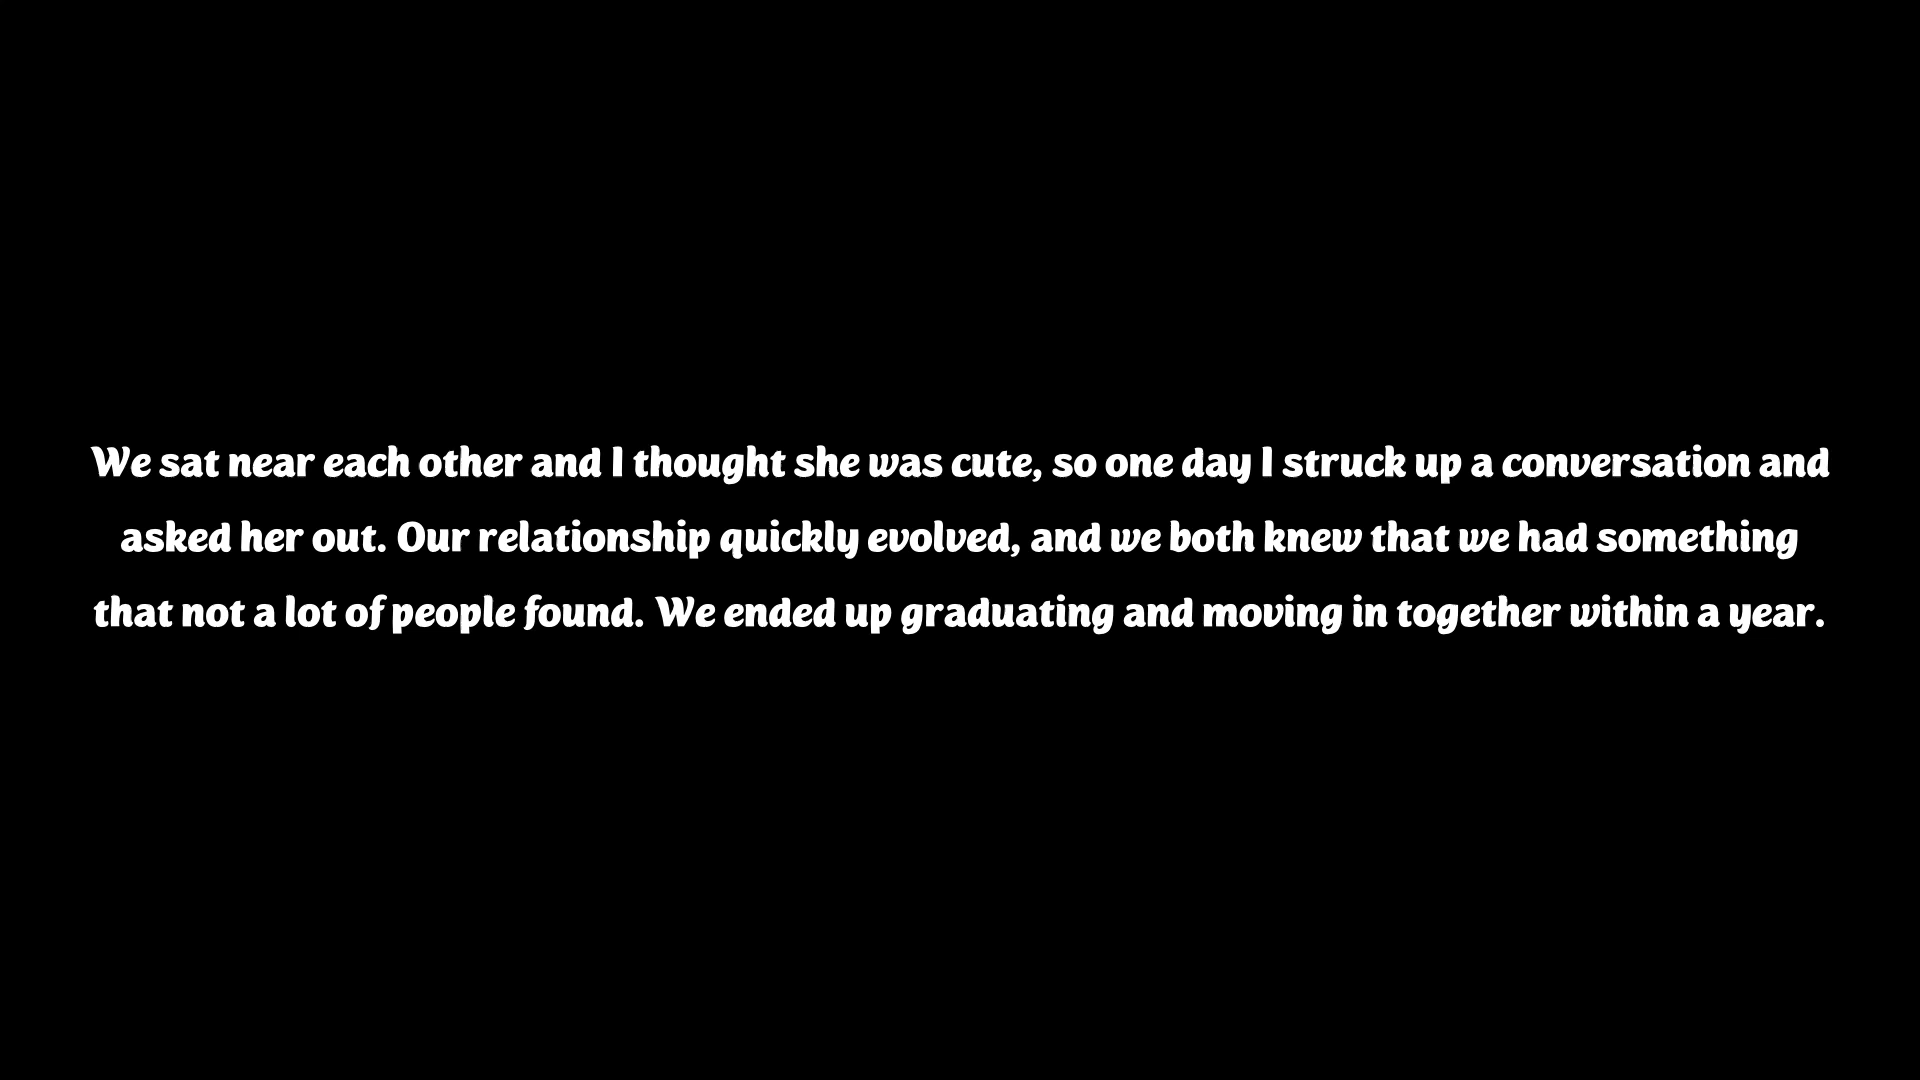 We sat near each other and I thought she was cute, so one day I struck up a conversation and
asked her out. Our relationship quickly evolved, and we both knew that we had something
that not a lot of people found. We ended up graduating and moving in together within a year.